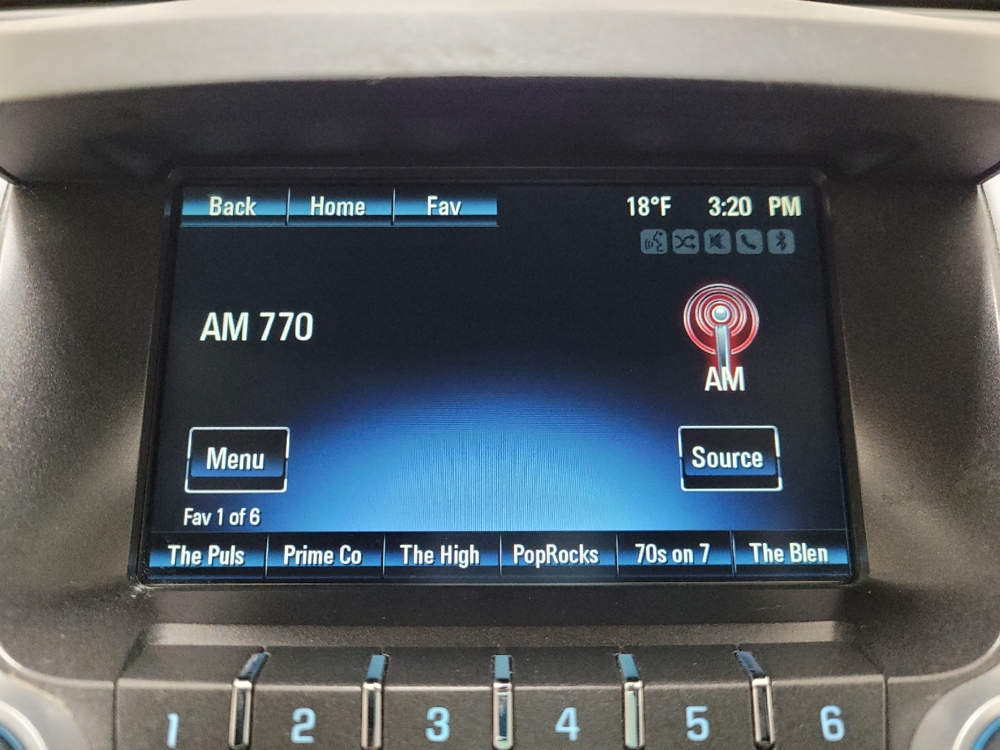 Back Home Fav 18°F 3:20 PM
AM 770
AM
Menu Source
Fav 1 of 6
The Puls Prime Co The High PopRocks 70s on 7 The Blen
1 2 3 4 5 6